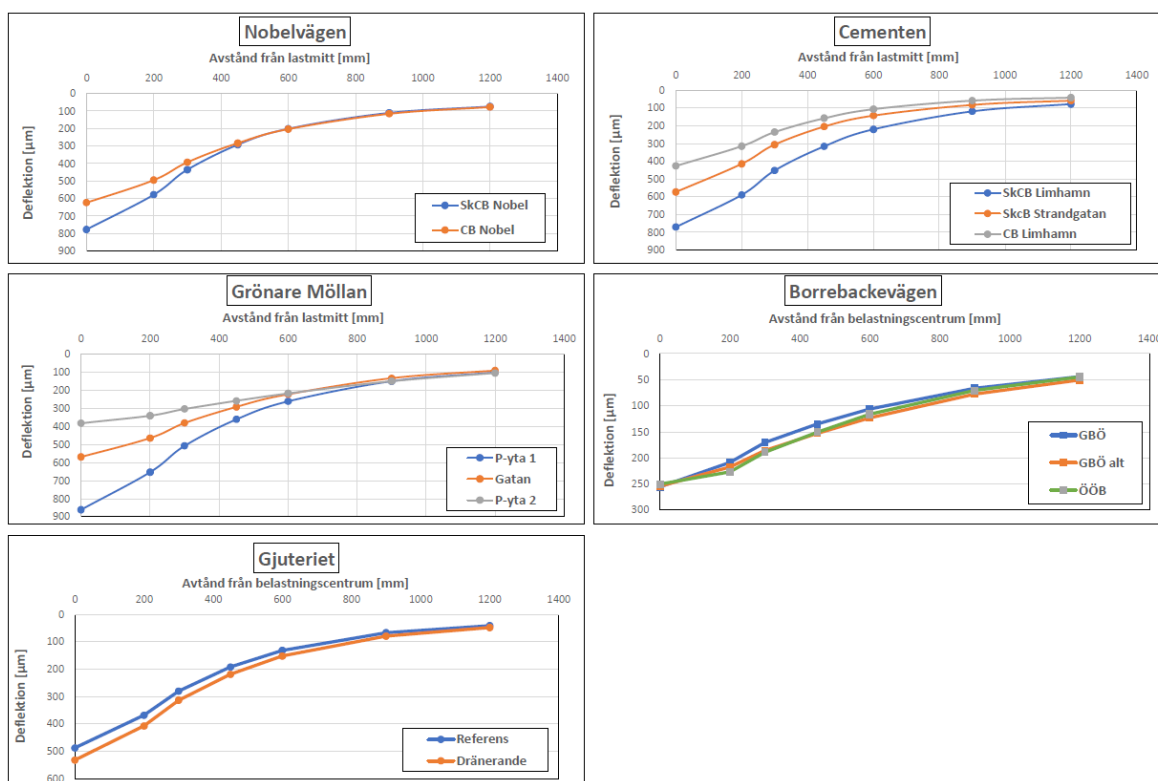 Nobelvägen
Avstånd från lastmitt [mm]
0 200 400 600 800 1000 1200 1400
0
100
200
300
400
500
600
700
800
900
Deflektion [µm]
SkCB Nobel
CB Nobel
Cementen
Avstånd från lastmitt [mm]
0 200 400 600 800 1000 1200 1400
0
100
200
300
400
500
600
700
800
900
Deflektion [µm]
SkCB Limhamn
SkcB Strandgatan
CB Limhamn
Grönare Möllan
Avstånd från lastmitt [mm]
0 200 400 600 800 1000 1200 1400
0
100
200
300
400
500
600
700
800
900
Deflektion [µm]
P-yta 1
Gatan
P-yta 2
Borrebackevägen
Avstånd från belastningscentrum [mm]
0 200 400 600 800 1000 1200 1400
0
50
100
150
200
250
300
Deflektion [µm]
GBÖ
GBÖ alt
ÖÖB
Gjuteriet
Avtånd från belastningscentrum [mm]
0 200 400 600 800 1000 1200 1400
0
100
200
300
400
500
600
Deflektion [µm]
Referens
Dränerande